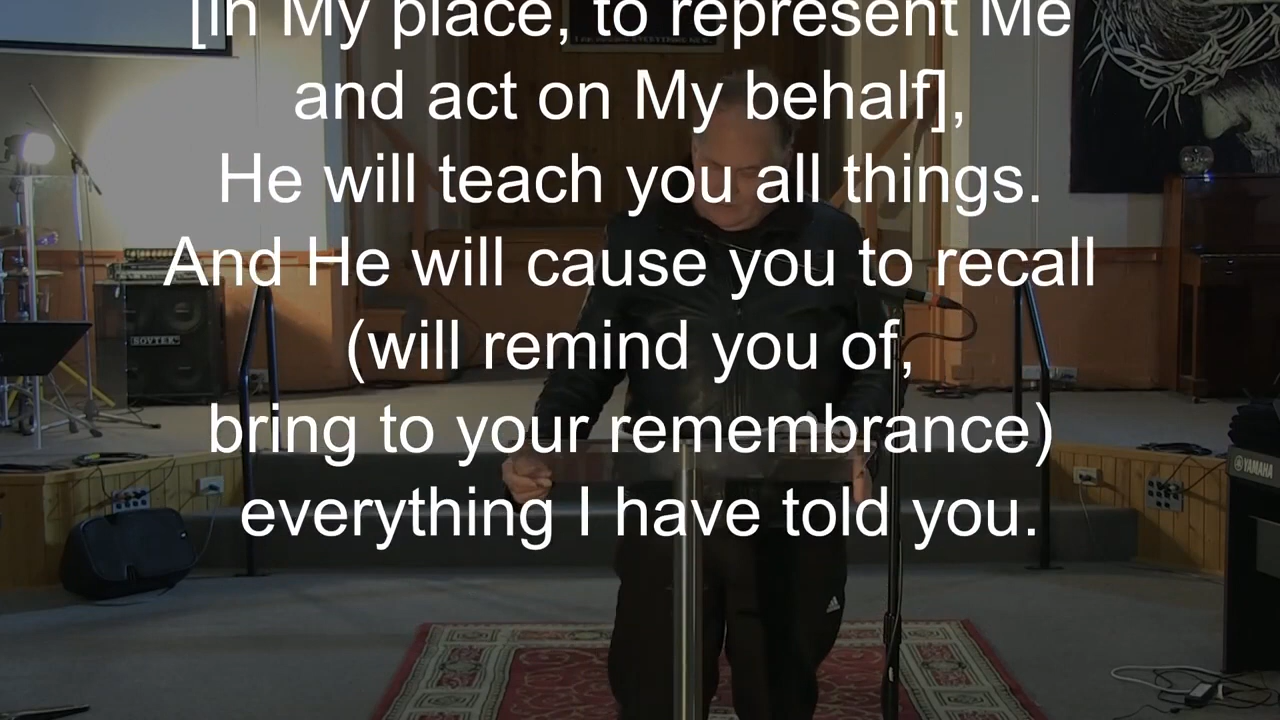 [In My place, to represent Me
and act on My behalf],
He will teach you all things.
And He will cause you to recall
(will remind you of,
bring to your remembrance)
everything I have told you.
NOVTEK
YAMAHA